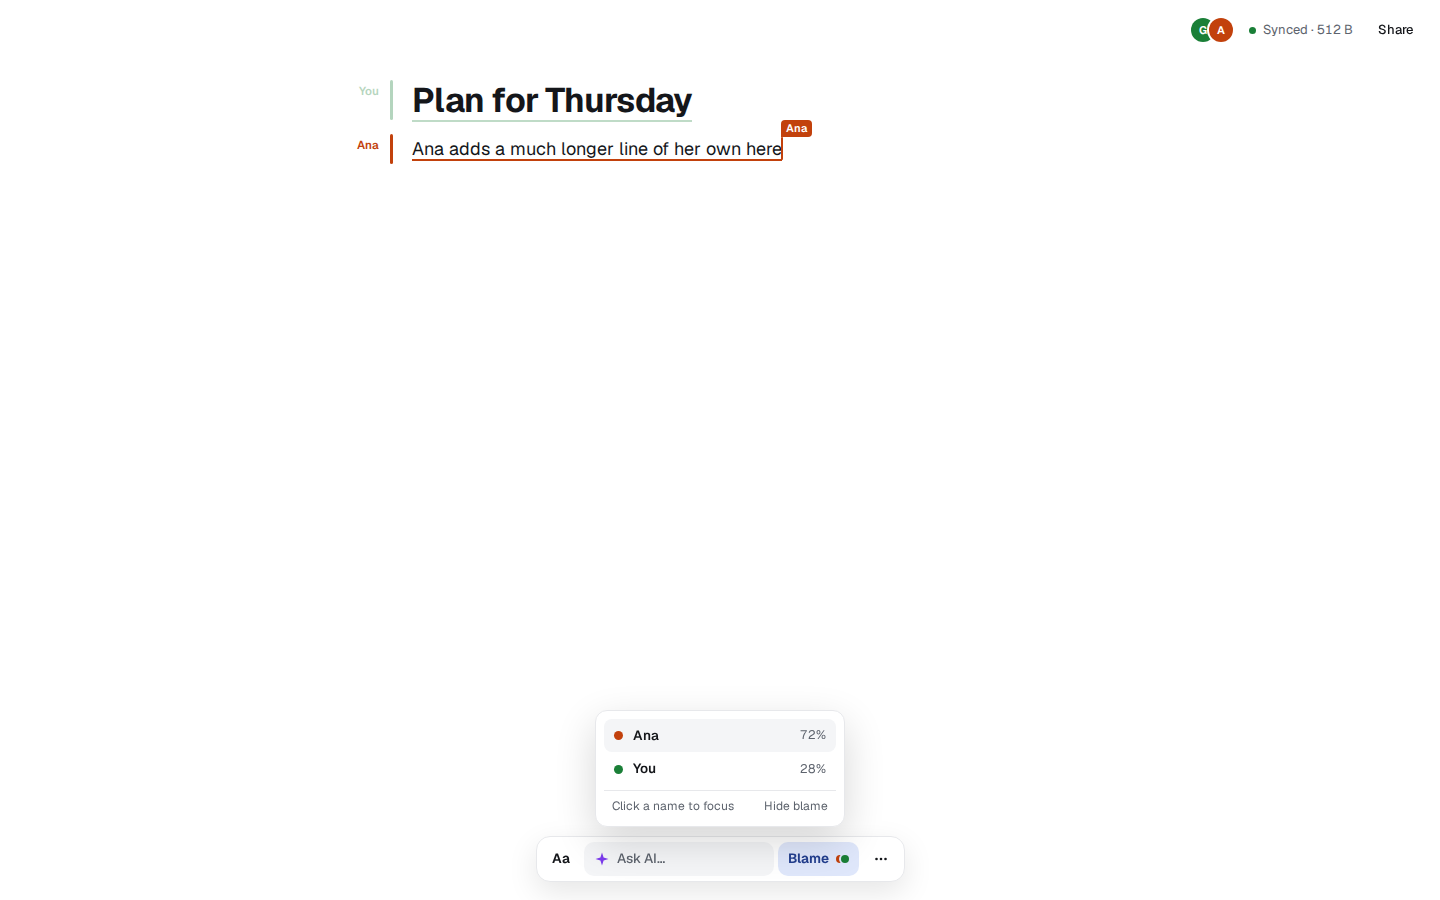 G A Synced · 512 B Share
You Plan for Thursday
Ana
Ana Ana adds a much longer line of her own here
Ana 72%
You 28%
Click a name to focus Hide blame
Aa Ask AI... Blame